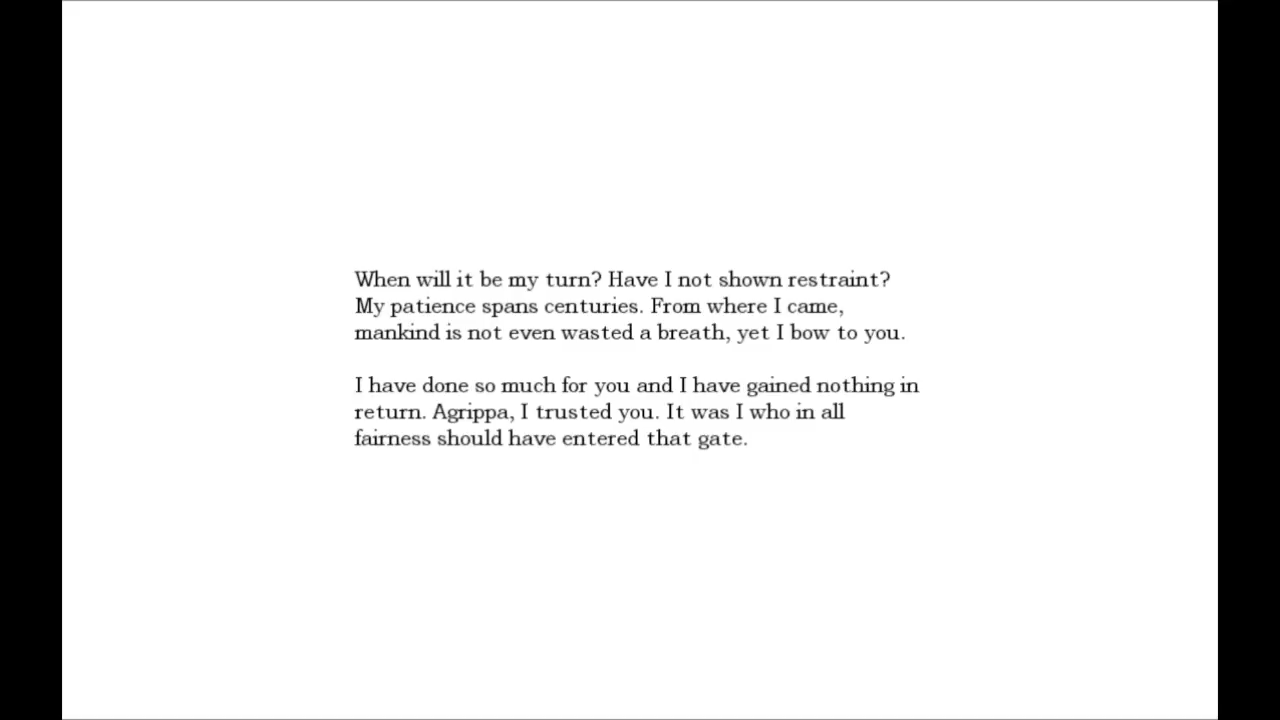 When will it be my turn? Have I not shown restraint?
My patience spans centuries. From where I came,
mankind is not even wasted a breath, yet I bow to you.
I have done so much for you and I have gained nothing in
return. Agrippa, I trusted you. It was I who in all
fairness should have entered that gate.